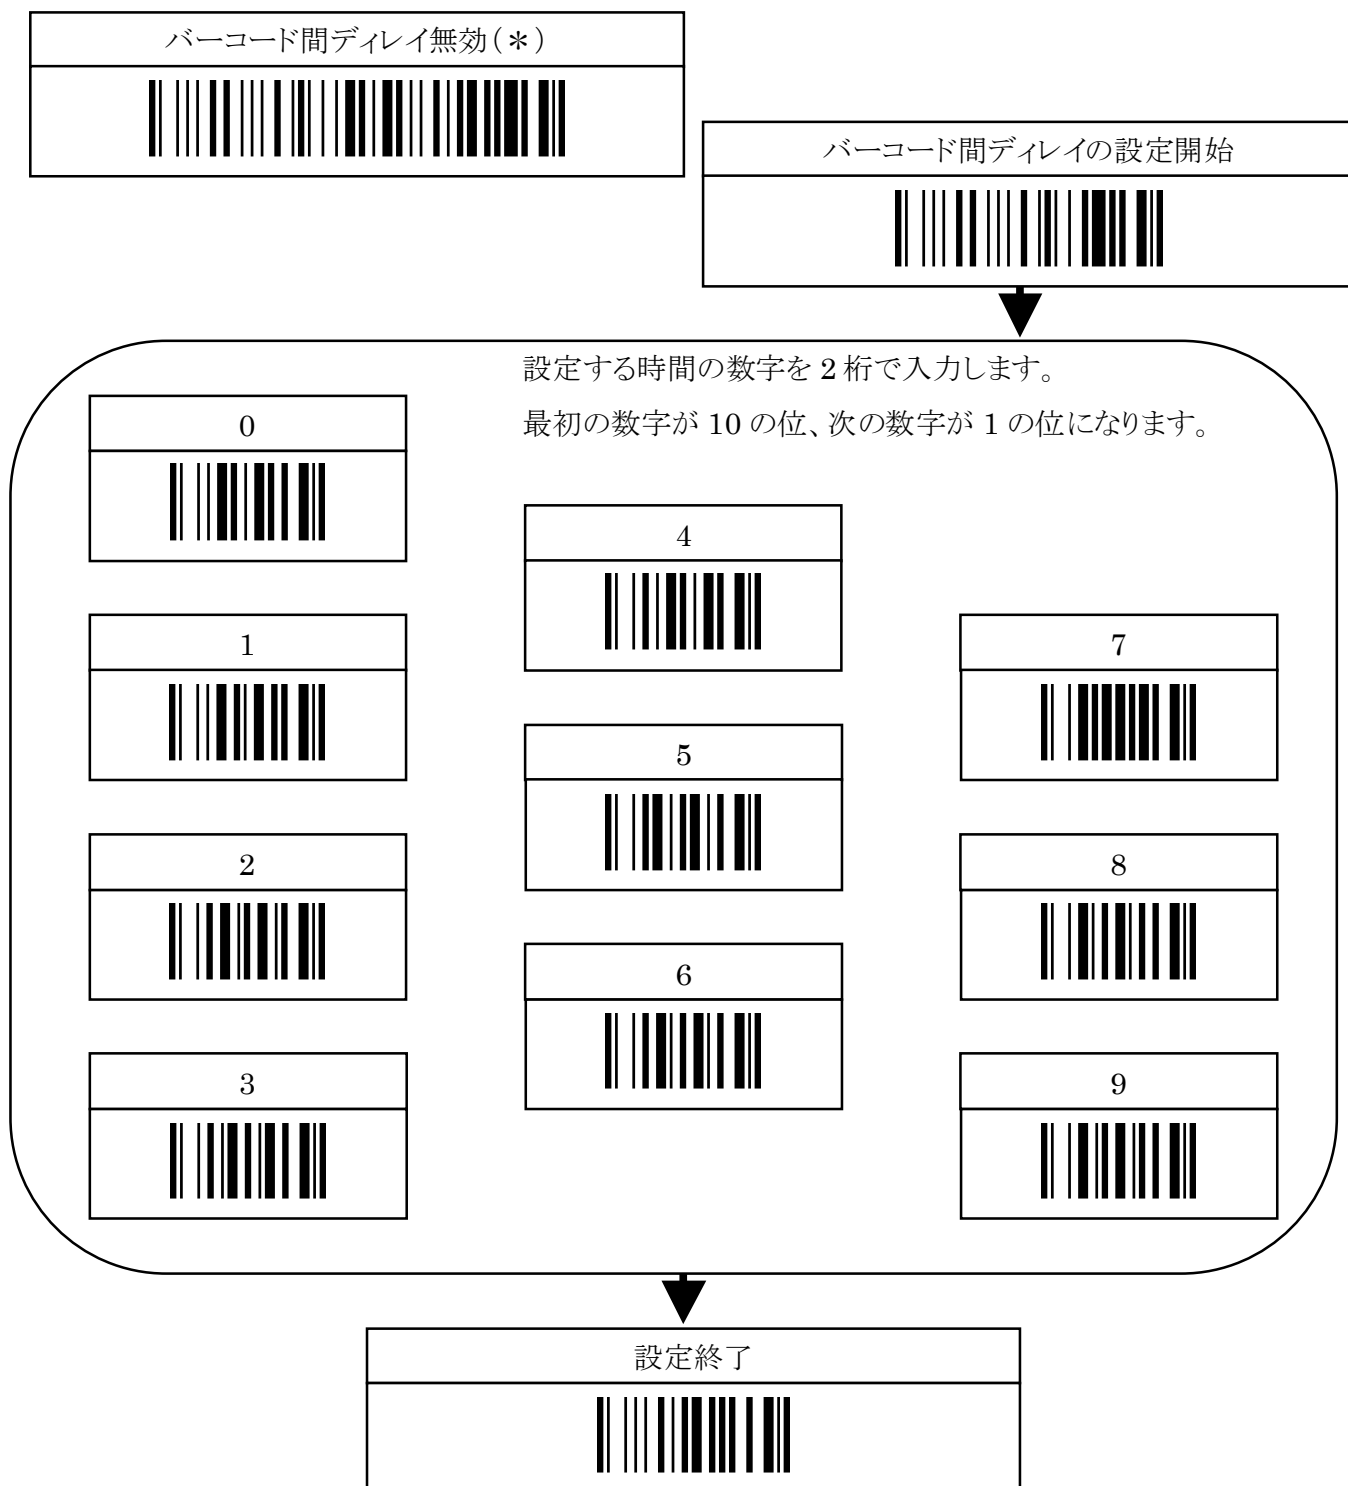 バーコード間ディレイ無効(＊)
バーコード間ディレイの設定開始
設定する時間の数字を 2 桁で入力します。
最初の数字が 10 の位、次の数字が 1 の位になります。
0
1
2
3
4
5
6
7
8
9
設定終了